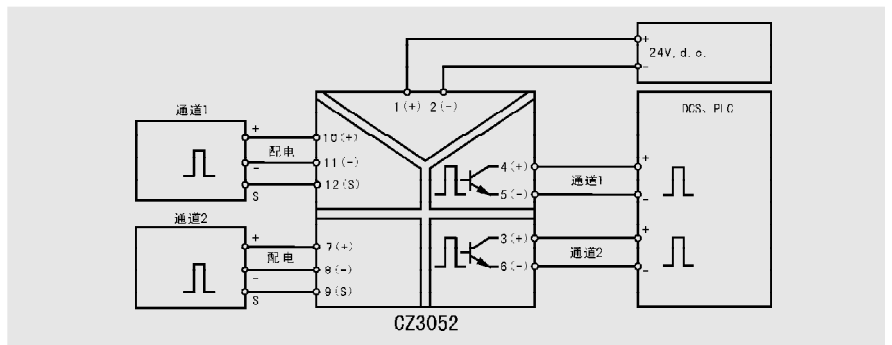 +
24V,d.c.
-
1(+) 2(-)
通道1
DCS、PLC
+
配电
-
S
10(+)
11(-)
12(S)
4(+)
5(-)
通道1
+
-
通道2
+
配电
-
S
7(+)
8(-)
9(S)
3(+)
6(-)
通道2
+
-
CZ3052